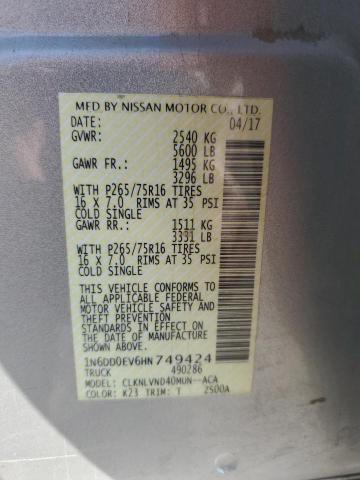 MFD BY NISSAN MOTOR CO., LTD.
DATE: 04/17
GVWR: 2540 KG
5600 LB
GAWR FR.: 1495 KG
3296 LB
WITH P265/75R16 TIRES
16 X 7.0 RIMS AT 35 PSI
COLD SINGLE
GAWR RR.: 1511 KG
3331 LB
WITH P265/75R16 TIRES
16 X 7.0 RIMS AT 35 PSI
COLD SINGLE
THIS VEHICLE CONFORMS TO
ALL APPLICABLE FEDERAL
MOTOR VEHICLE SAFETY
AND THEFT PREVENTION
STANDARDS IN EFFECT ON
THE DATE OF MANUFACTURE
1N6DD0EV6HN749424
TRUCK 490286
MODEL: CLKNLVND40MUN--ACA
COLOR: K23 TRIM: T 2500A